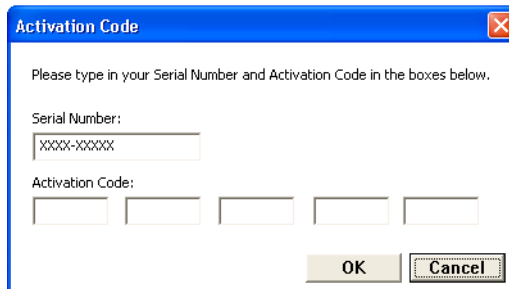 Activation Code
Please type in your Serial Number and Activation Code in the boxes below.
Serial Number:
XXXX-XXXXX
Activation Code:
OK Cancel